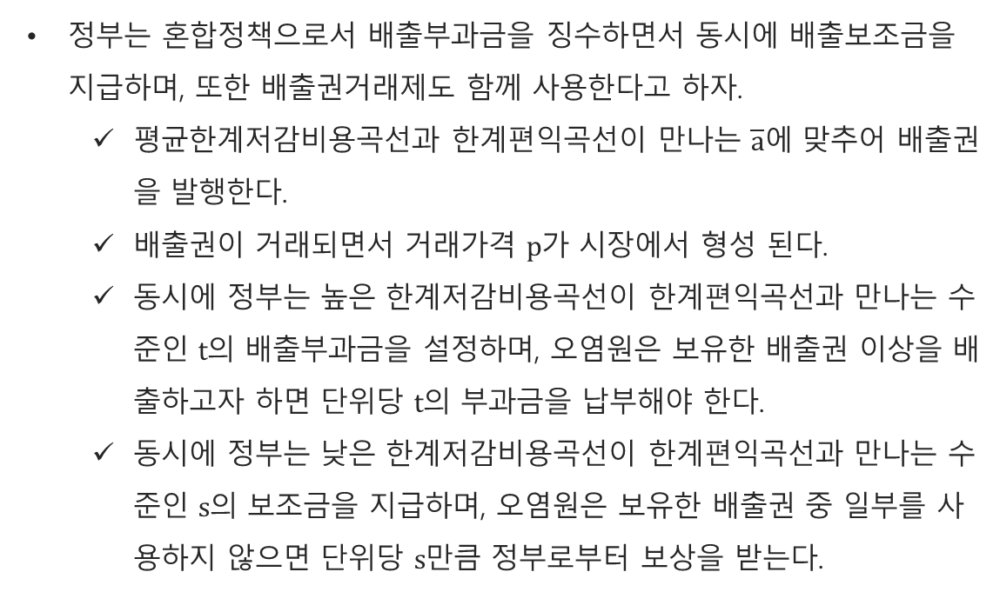 • 정부는 혼합정책으로서 배출부과금을 징수하면서 동시에 배출보조금을
지급하며, 또한 배출권거래제도 함께 사용한다고 하자.
✓ 평균한계저감비용곡선과 한계편익곡선이 만나는 a̅에 맞추어 배출권
을 발행한다.
✓ 배출권이 거래되면서 거래가격 p가 시장에서 형성 된다.
✓ 동시에 정부는 높은 한계저감비용곡선이 한계편익곡선과 만나는 수
준인 t의 배출부과금을 설정하며, 오염원은 보유한 배출권 이상을 배
출하고자 하면 단위당 t의 부과금을 납부해야 한다.
✓ 동시에 정부는 낮은 한계저감비용곡선이 한계편익곡선과 만나는 수
준인 s의 보조금을 지급하며, 오염원은 보유한 배출권 중 일부를 사
용하지 않으면 단위당 s만큼 정부로부터 보상을 받는다.